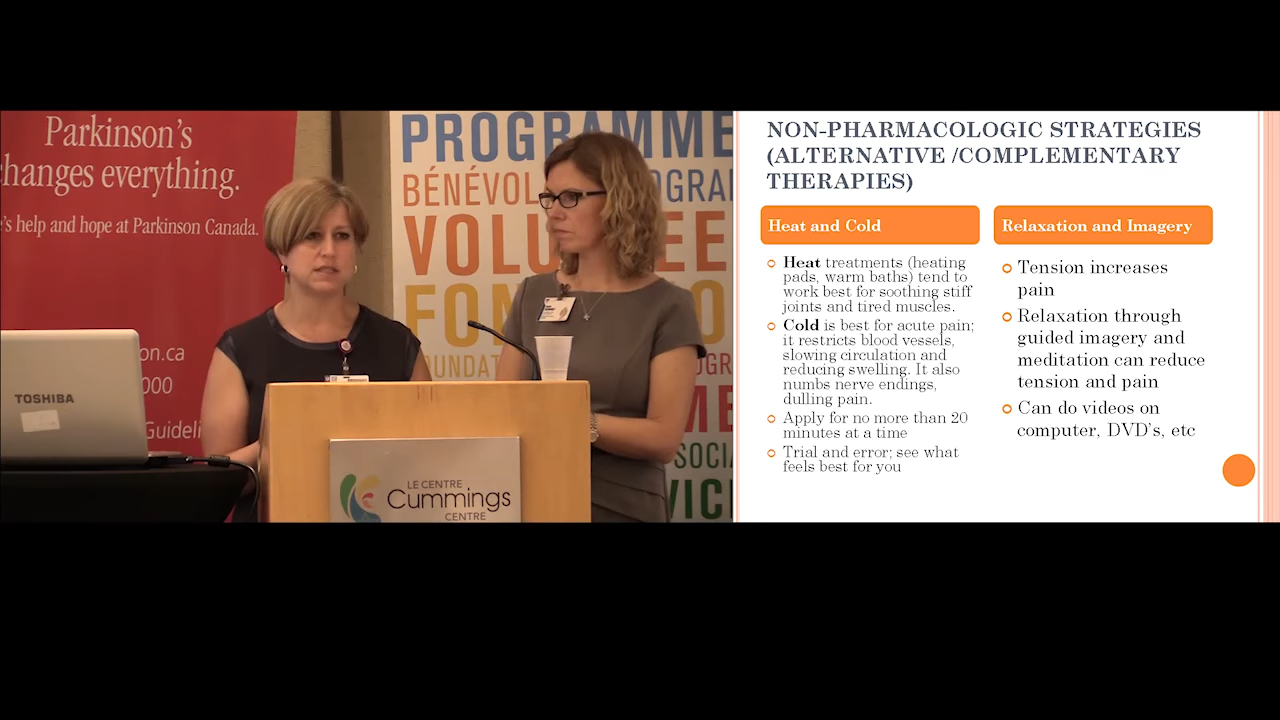 Parkinson's
changes everything.
's help and hope at Parkinson Canada.
on.ca
000
Guideli
TOSHIBA
PROGRAMME
BÉNÉVOL
OGRA
VOLU
EE
FON
O
OUNDAT
OGR
ME
SOCIA
VIC
LE CENTRE
Cummings
CENTRE
NON-PHARMACOLOGIC STRATEGIES
(ALTERNATIVE /COMPLEMENTARY
THERAPIES)
Heat and Cold
Heat treatments (heating
pads, warm baths) tend to
work best for soothing stiff
joints and tired muscles.
Cold is best for acute pain;
it restricts blood vessels,
slowing circulation and
reducing swelling. It also
numbs nerve endings,
dulling pain.
Apply for no more than 20
minutes at a time
Trial and error; see what
feels best for you
Relaxation and Imagery
Tension increases
pain
Relaxation through
guided imagery and
meditation can reduce
tension and pain
Can do videos on
computer, DVD's, etc